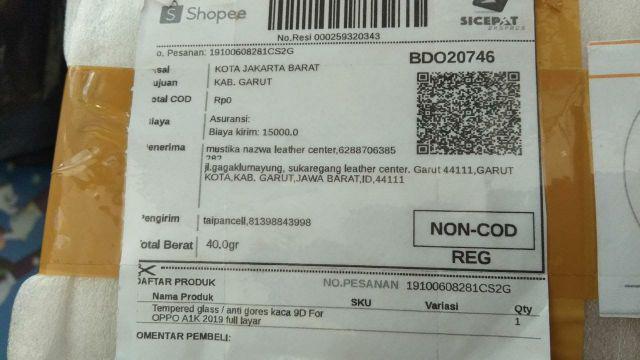 Shopee
SICEPAT
EKSPRES
No.Resi 000259320343
o. Pesanan: 19100608281CS2G
BDO20746
sal KOTA JAKARTA BARAT
ujuan KAB. GARUT
otal COD Rp0
Asuransi:
iaya Biaya kirim: 15000.0
enerima mustika nazwa leather center,6288706385
282
jl.gagaklumayung, sukaregang leather center. Garut 44111,GARUT
KOTA,KAB. GARUT,JAWA BARAT,ID,44111
engirim taipancell,81398843998
NON-COD
otal Berat 40.0gr
REG
DAFTAR PRODUK NO.PESANAN 19100608281CS2G
Nama Produk SKU Variasi Qty
Tempered glass / anti gores kaca 9D For 1
OPPO A1K 2019 full layar
OMENTAR PEMBELI: